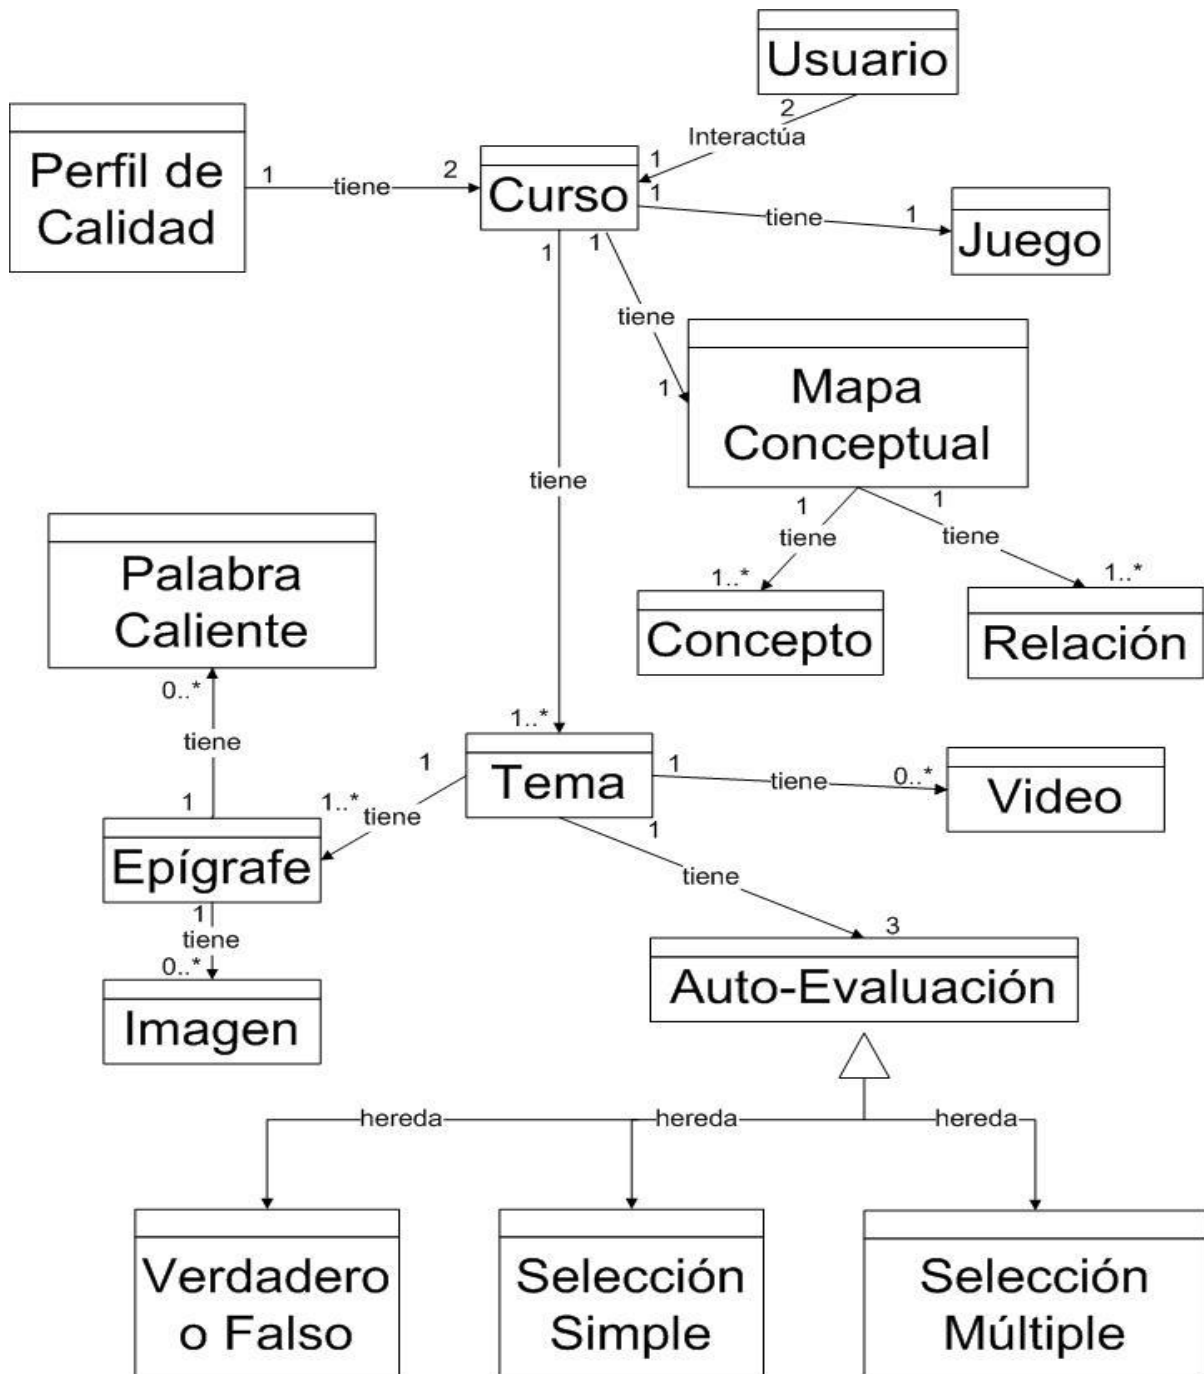 Usuario
2
Interactúa
1
Perfil de
Calidad
1
tiene
2
Curso
1
tiene
1
Juego
1
1
tiene
1
Mapa
Conceptual
tiene
1
1
tiene
tiene
1..*
1..*
Concepto
Relación
Palabra
Caliente
0..*
tiene
1
1..*
Tema
1
1..*
tiene
1
tiene
0..*
Video
Epígrafe
1
tiene
0..*
Imagen
1
tiene
3
Auto-Evaluación
hereda
hereda
hereda
Verdadero
o Falso
Selección
Simple
Selección
Múltiple